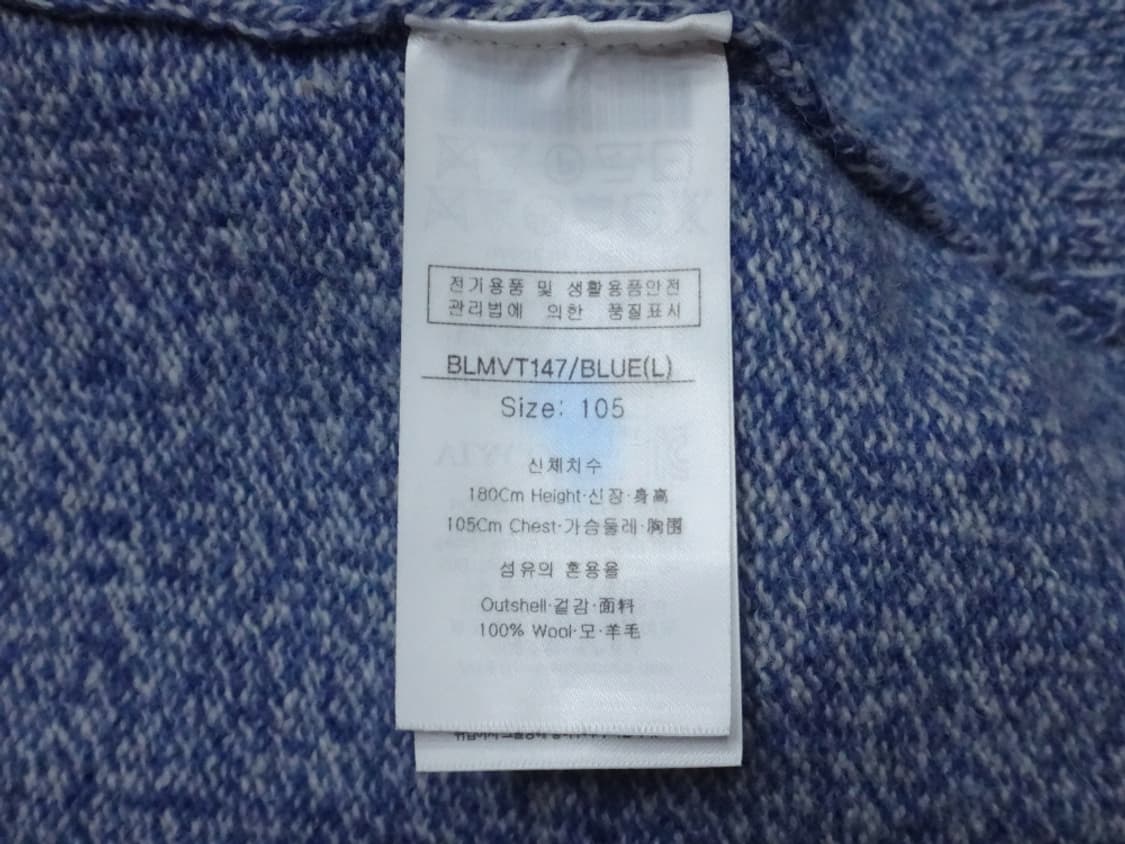 전기용품 및 생활용품안전
관리법에 의한 품질표시
BLMVT147/BLUE(L)
Size: 105
신체치수
180Cm Height·신장·身高
105Cm Chest·가슴둘레·胸围
섬유의 혼용율
Outshell·겉감·面料
100% Wool·모·羊毛